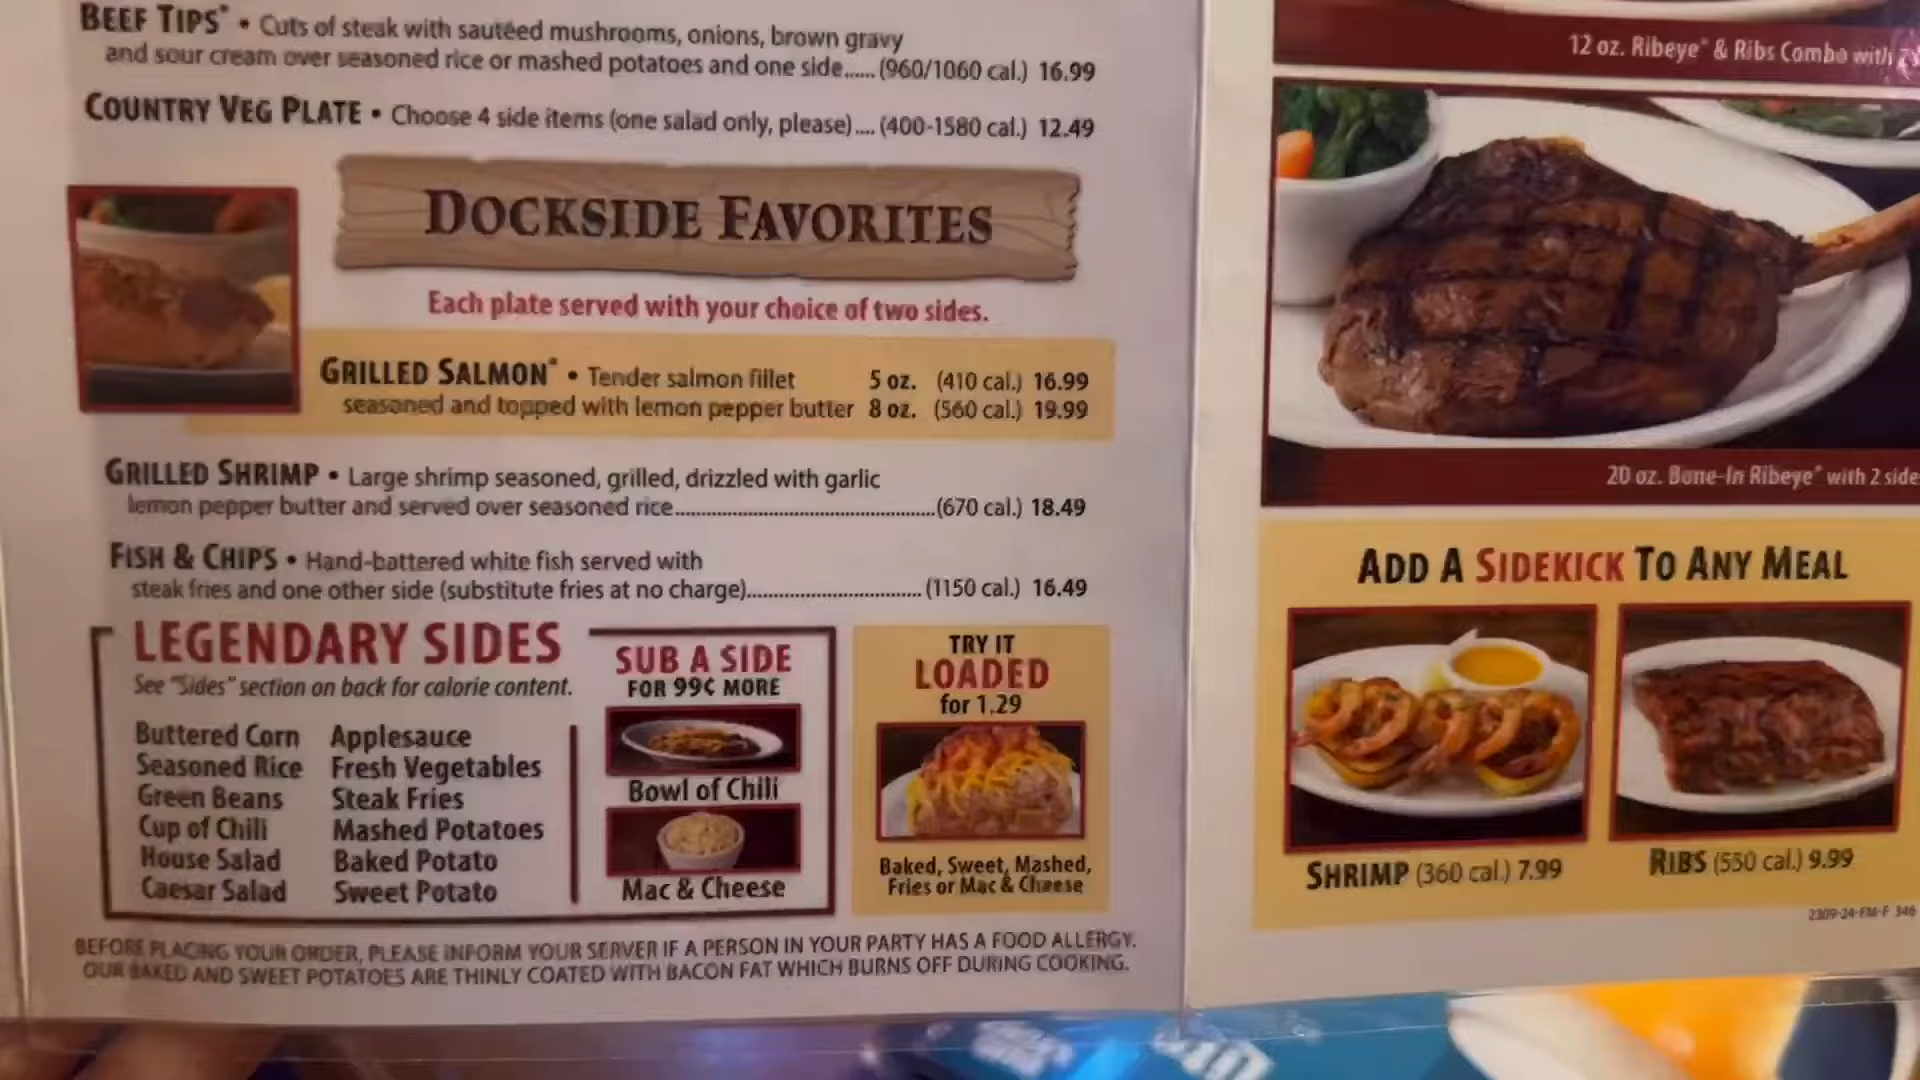 BEEF TIPS* • Cuts of steak with sautéed mushrooms, onions, brown gravy
and sour cream over seasoned rice or mashed potatoes and one side...... (960/1060 cal.) 16.99
COUNTRY VEG PLATE • Choose 4 side items (one salad only, please).... (400-1580 cal.) 12.49
DOCKSIDE FAVORITES
Each plate served with your choice of two sides.
GRILLED SALMON* • Tender salmon fillet 5 oz. (410 cal.) 16.99
seasoned and topped with lemon pepper butter 8 oz. (560 cal.) 19.99
GRILLED SHRIMP • Large shrimp seasoned, grilled, drizzled with garlic
lemon pepper butter and served over seasoned rice..........................................(670 cal.) 18.49
FISH & CHIPS • Hand-battered white fish served with
steak fries and one other side (substitute fries at no charge)................................ (1150 cal.) 16.49
LEGENDARY SIDES
See "Sides" section on back for calorie content.
Buttered Corn Applesauce
Seasoned Rice Fresh Vegetables
Green Beans Steak Fries
Cup of Chili Mashed Potatoes
House Salad Baked Potato
Caesar Salad Sweet Potato
SUB A SIDE
FOR 99¢ MORE
Bowl of Chili
Mac & Cheese
TRY IT
LOADED
for 1.29
Baked, Sweet, Mashed,
Fries or Mac & Cheese
BEFORE PLACING YOUR ORDER, PLEASE INFORM YOUR SERVER IF A PERSON IN YOUR PARTY HAS A FOOD ALLERGY.
OUR BAKED AND SWEET POTATOES ARE THINLY COATED WITH BACON FAT WHICH BURNS OFF DURING COOKING.
12 oz. Ribeye* & Ribs Combo with
20 oz. Bone-In Ribeye* with 2 side
ADD A SIDEKICK TO ANY MEAL
SHRIMP (360 cal.) 7.99
RIBS (550 cal.) 9.99